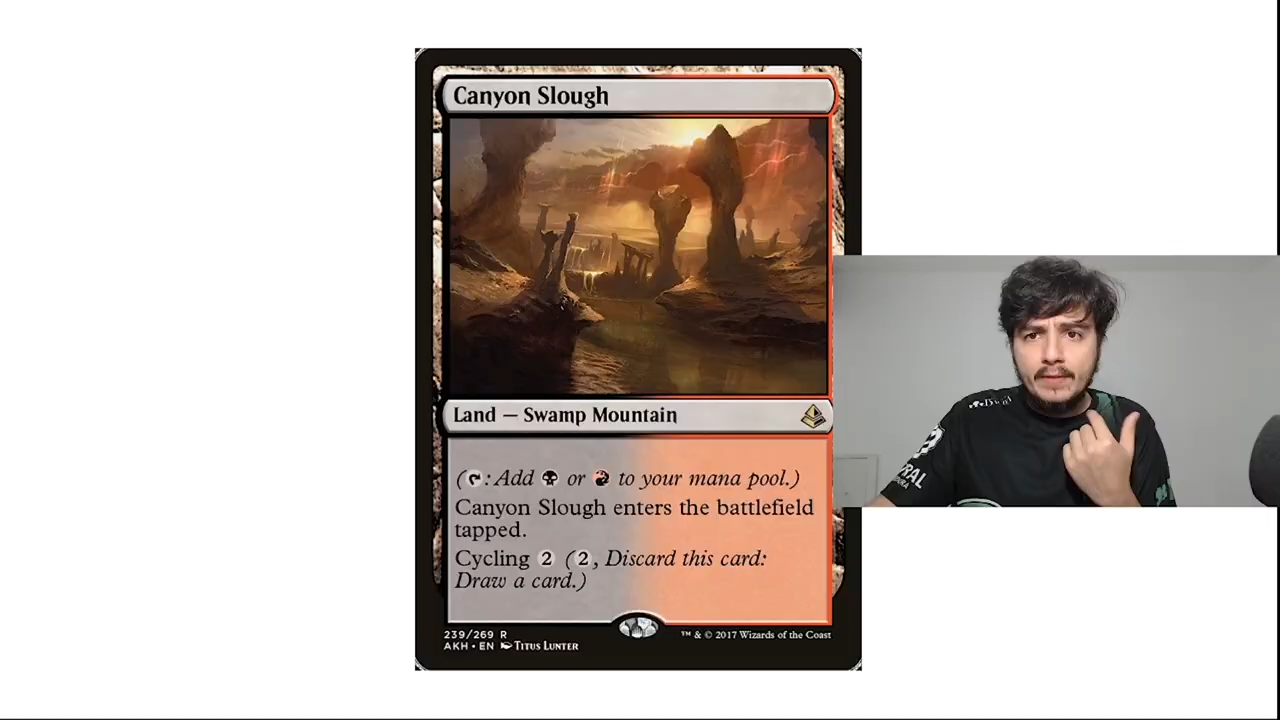 Canyon Slough
Land — Swamp Mountain
( : Add or to your mana pool.)
Canyon Slough enters the battlefield
tapped.
Cycling 2 (2, Discard this card:
Draw a card.)
239/269 R
™ & © 2017 Wizards of the Coast
AKH • EN Titus Lunter